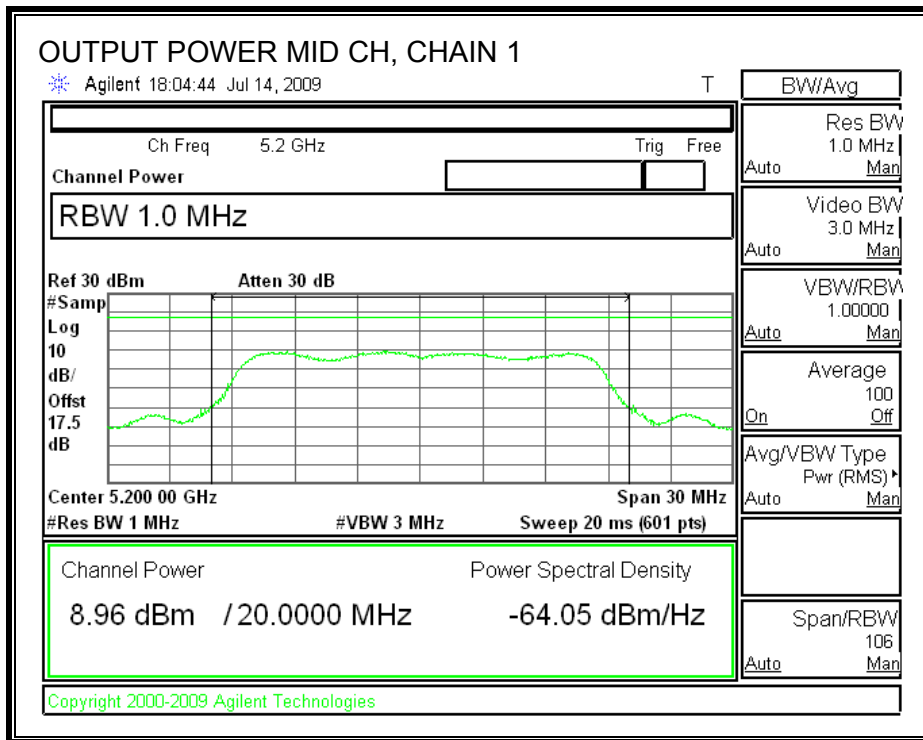 OUTPUT POWER MID CH, CHAIN 1
Agilent 18:04:44 Jul 14, 2009 T
Ch Freq 5.2 GHz Trig Free
Channel Power
RBW 1.0 MHz
Ref 30 dBm Atten 30 dB
#Samp
Log
10
dB/
Offst
17.5
dB
Center 5.200 00 GHz Span 30 MHz
#Res BW 1 MHz #VBW 3 MHz Sweep 20 ms (601 pts)
Channel Power Power Spectral Density
8.96 dBm / 20.0000 MHz -64.05 dBm/Hz
Copyright 2000-2009 Agilent Technologies
BW/Avg
Res BW
1.0 MHz
Auto Man
Video BW
3.0 MHz
Auto Man
VBW/RBW
1.00000
Auto Man
Average
100
On Off
Avg/VBW Type
Pwr (RMS)
Auto Man
Span/RBW
106
Auto Man